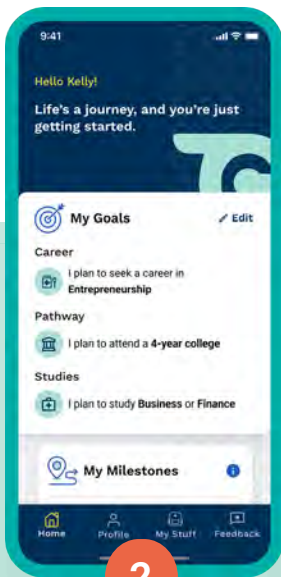 9:41
Hello Kelly!
Life's a journey, and you're just
getting started.
My Goals
Edit
Career
I plan to seek a career in
Entrepreneurship
Pathway
I plan to attend a 4-year college
Studies
I plan to study Business or Finance
My Milestones
Home Profile My Stuff Feedback
2